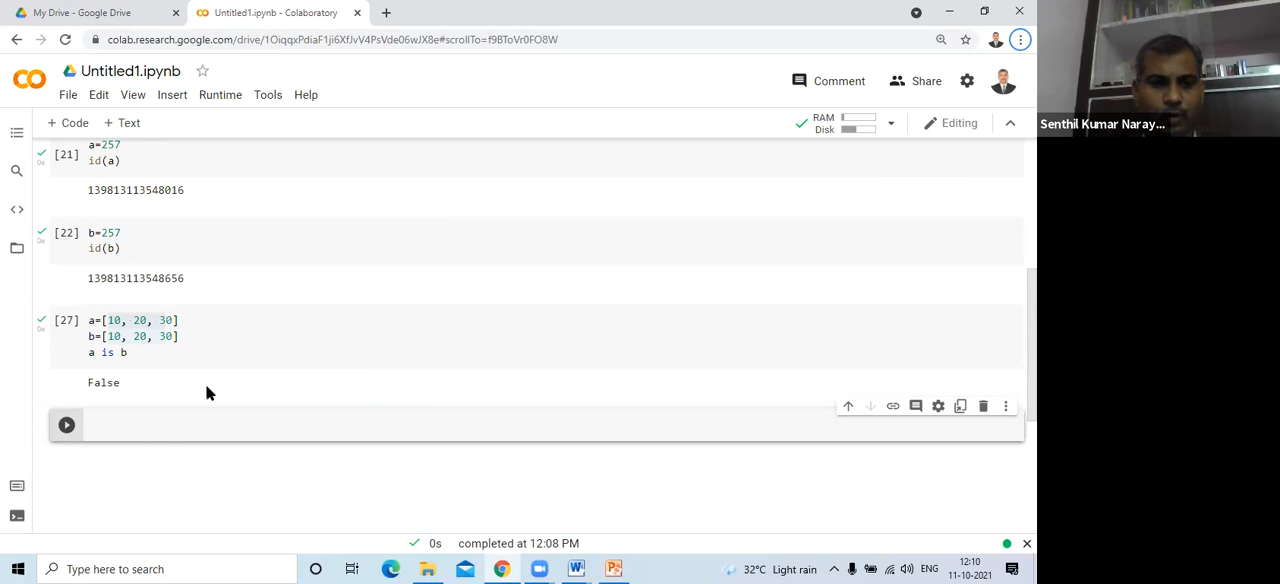 My Drive - Google Drive
Untitled1.ipynb - Colaboratory
colab.research.google.com/drive/1OiqqxPdiaF1ji6XfJvV4PsVde06wJX8e#scrollTo=f9BToVr0FO8W
Untitled1.ipynb
Comment
Share
File Edit View Insert Runtime Tools Help
+ Code + Text
RAM
Disk
Editing
Senthil Kumar Naray...
a=257
[21] id(a)
139813113548016
[22] b=257
id(b)
139813113548656
[27] a=[10, 20, 30]
b=[10, 20, 30]
a is b
False
0s completed at 12:08 PM
Type here to search
32°C Light rain
ENG
12:10
11-10-2021